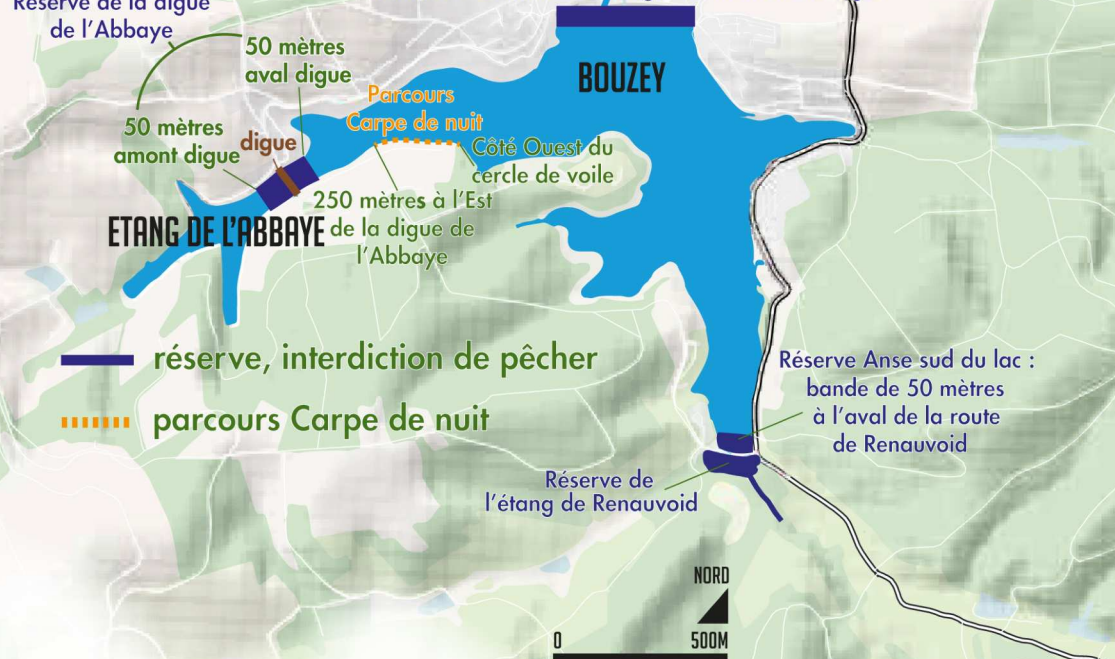 Réserve de la digue
de l'Abbaye
50 mètres
aval digue
BOUZEY
Parcours
Carpe de nuit
50 mètres
amont digue
digue
Côté Ouest du
cercle de voile
250 mètres à l'Est
de la digue de
l'Abbaye
ETANG DE L'ABBAYE
réserve, interdiction de pêcher
parcours Carpe de nuit
Réserve Anse sud du lac :
bande de 50 mètres
à l'aval de la route
de Renauvoid
Réserve de
l'étang de Renauvoid
NORD
0
500M